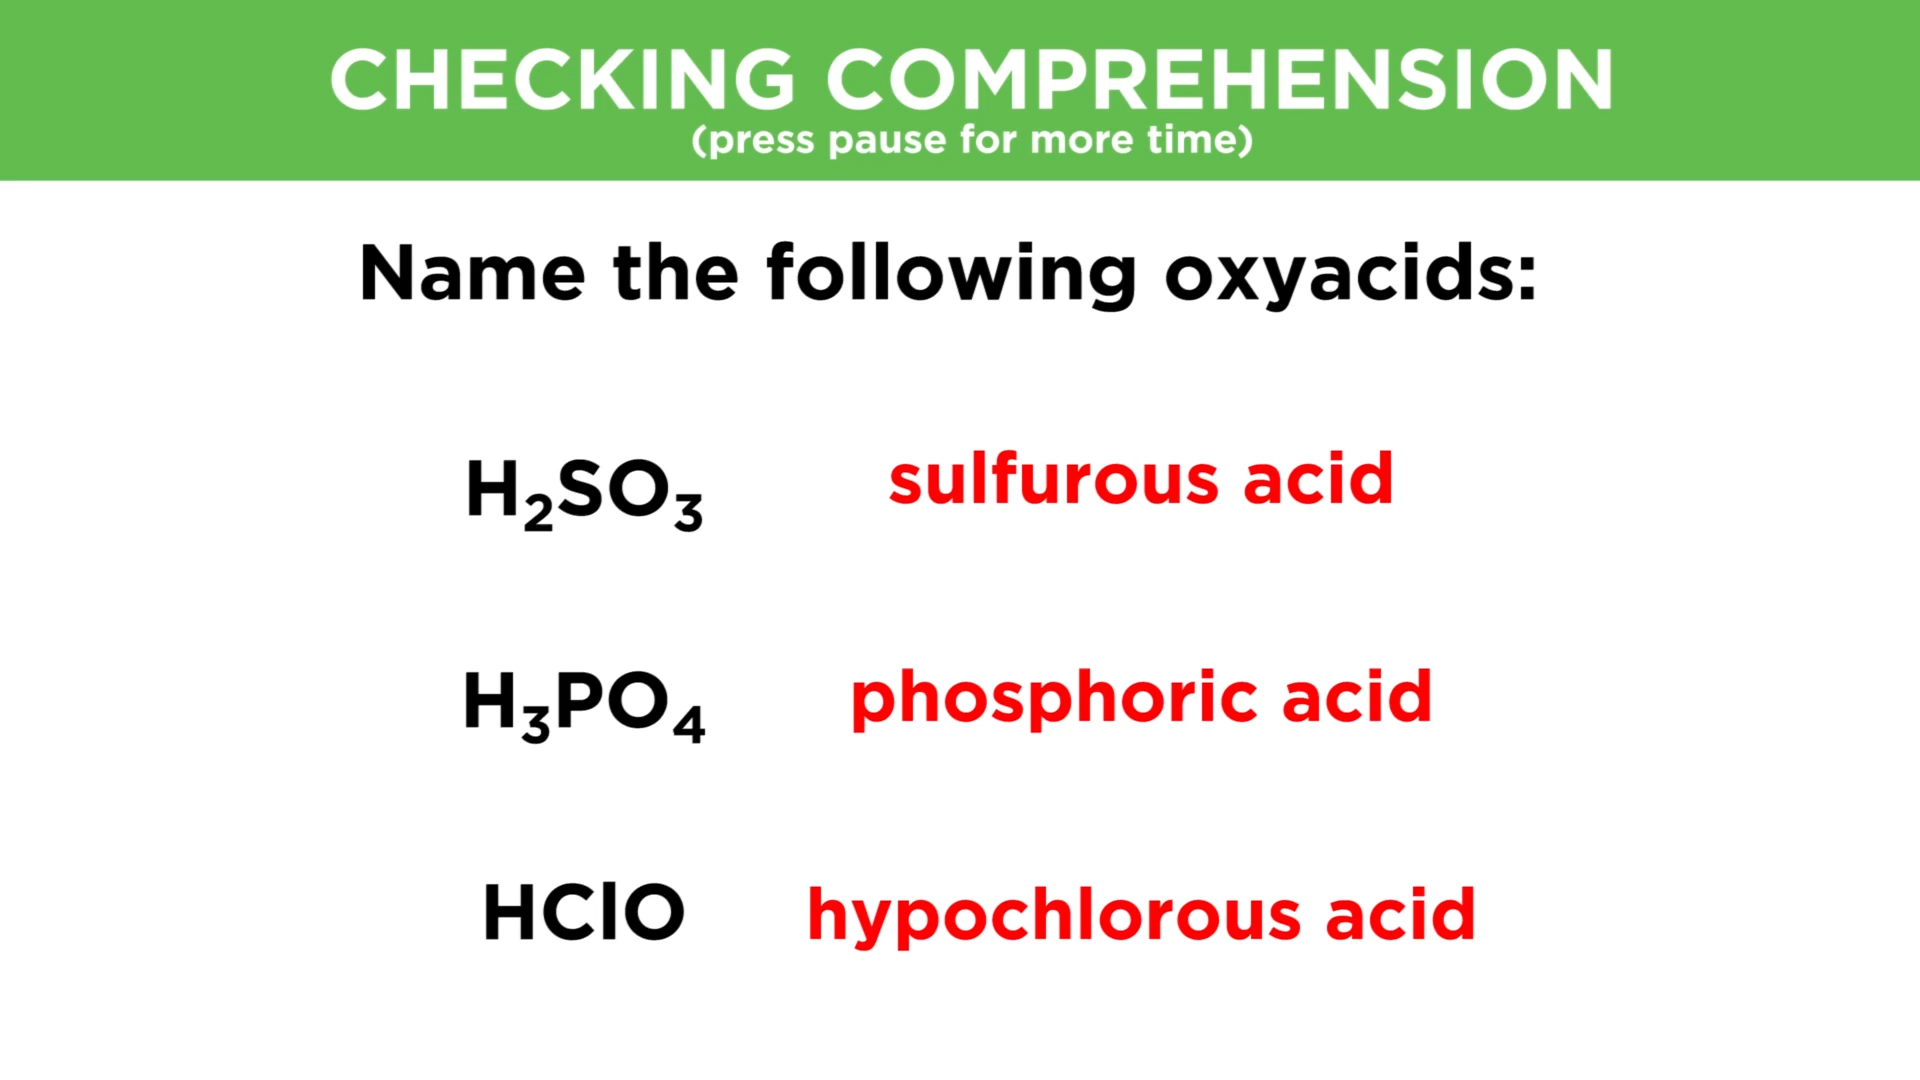 CHECKING COMPREHENSION
(press pause for more time)
Name the following oxyacids:
H₂SO₃ sulfurous acid
H₃PO₄ phosphoric acid
HClO hypochlorous acid